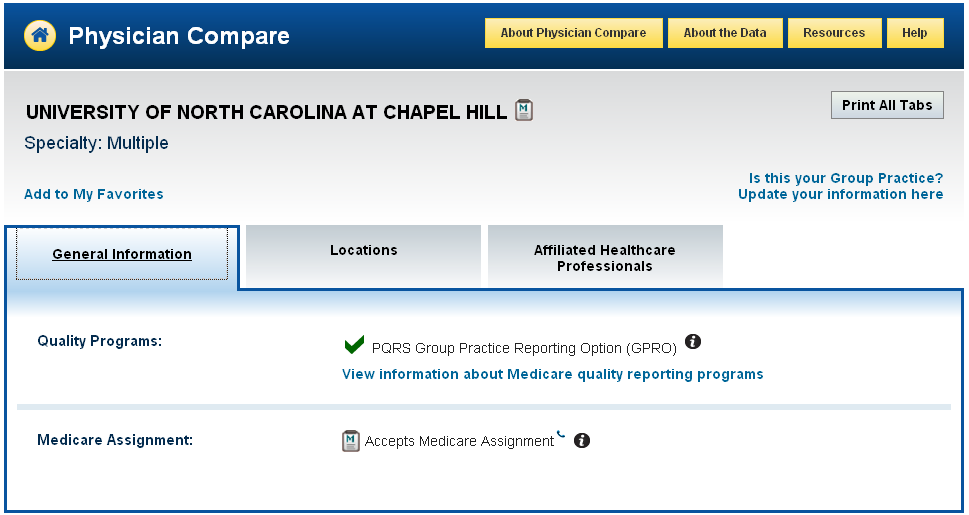 Physician Compare
About Physician Compare
About the Data
Resources
Help
UNIVERSITY OF NORTH CAROLINA AT CHAPEL HILL M
Print All Tabs
Specialty: Multiple
Add to My Favorites
Is this your Group Practice?
Update your information here
General Information
Locations
Affiliated Healthcare
Professionals
Quality Programs:
PQRS Group Practice Reporting Option (GPRO) i
View information about Medicare quality reporting programs
Medicare Assignment:
M Accepts Medicare Assignment i